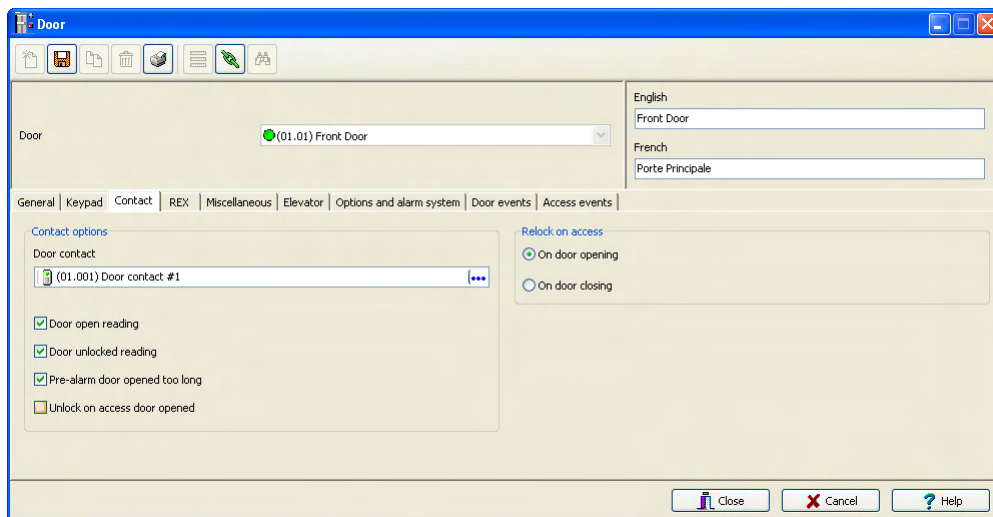 Door
English
Front Door
Door
(01.01) Front Door
French
Porte Principale
General
Keypad
Contact
REX
Miscellaneous
Elevator
Options and alarm system
Door events
Access events
Contact options
Door contact
(01.001) Door contact #1
Door open reading
Door unlocked reading
Pre-alarm door opened too long
Unlock on access door opened
Relock on access
On door opening
On door closing
Close
Cancel
Help